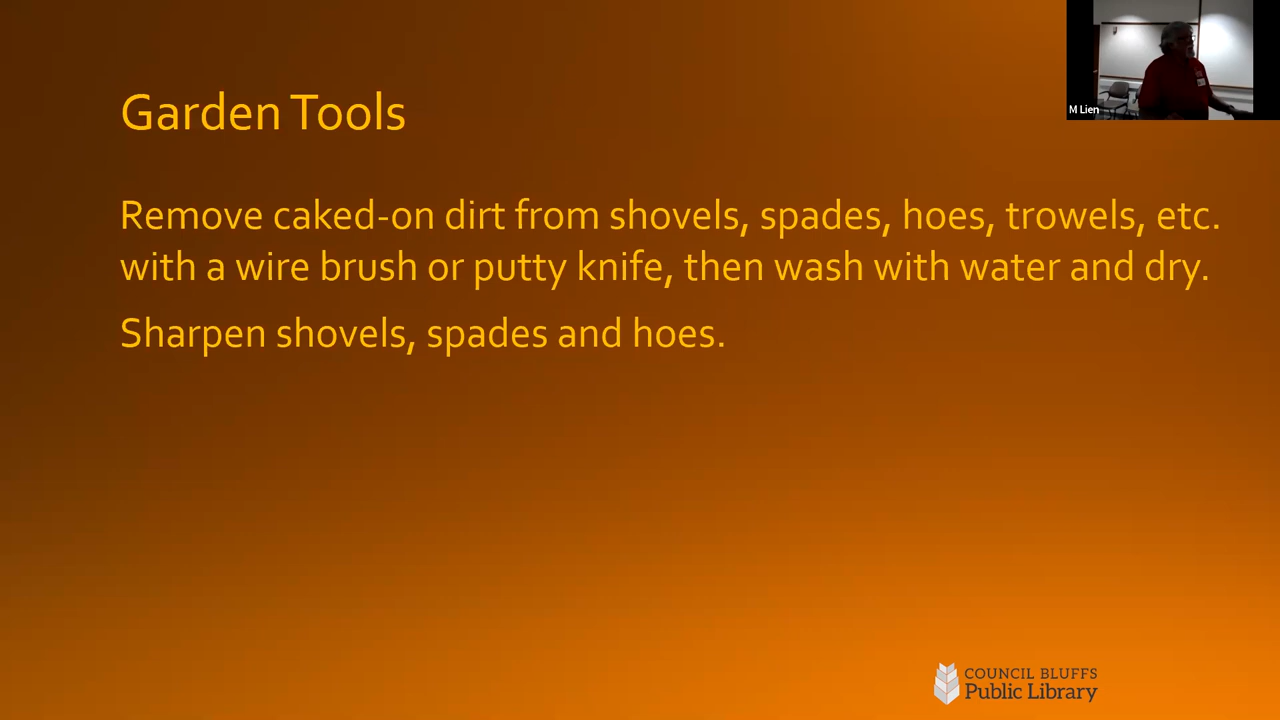 Garden Tools
Remove caked-on dirt from shovels, spades, hoes, trowels, etc.
with a wire brush or putty knife, then wash with water and dry.
Sharpen shovels, spades and hoes.
M Lien
COUNCIL BLUFFS
Public Library